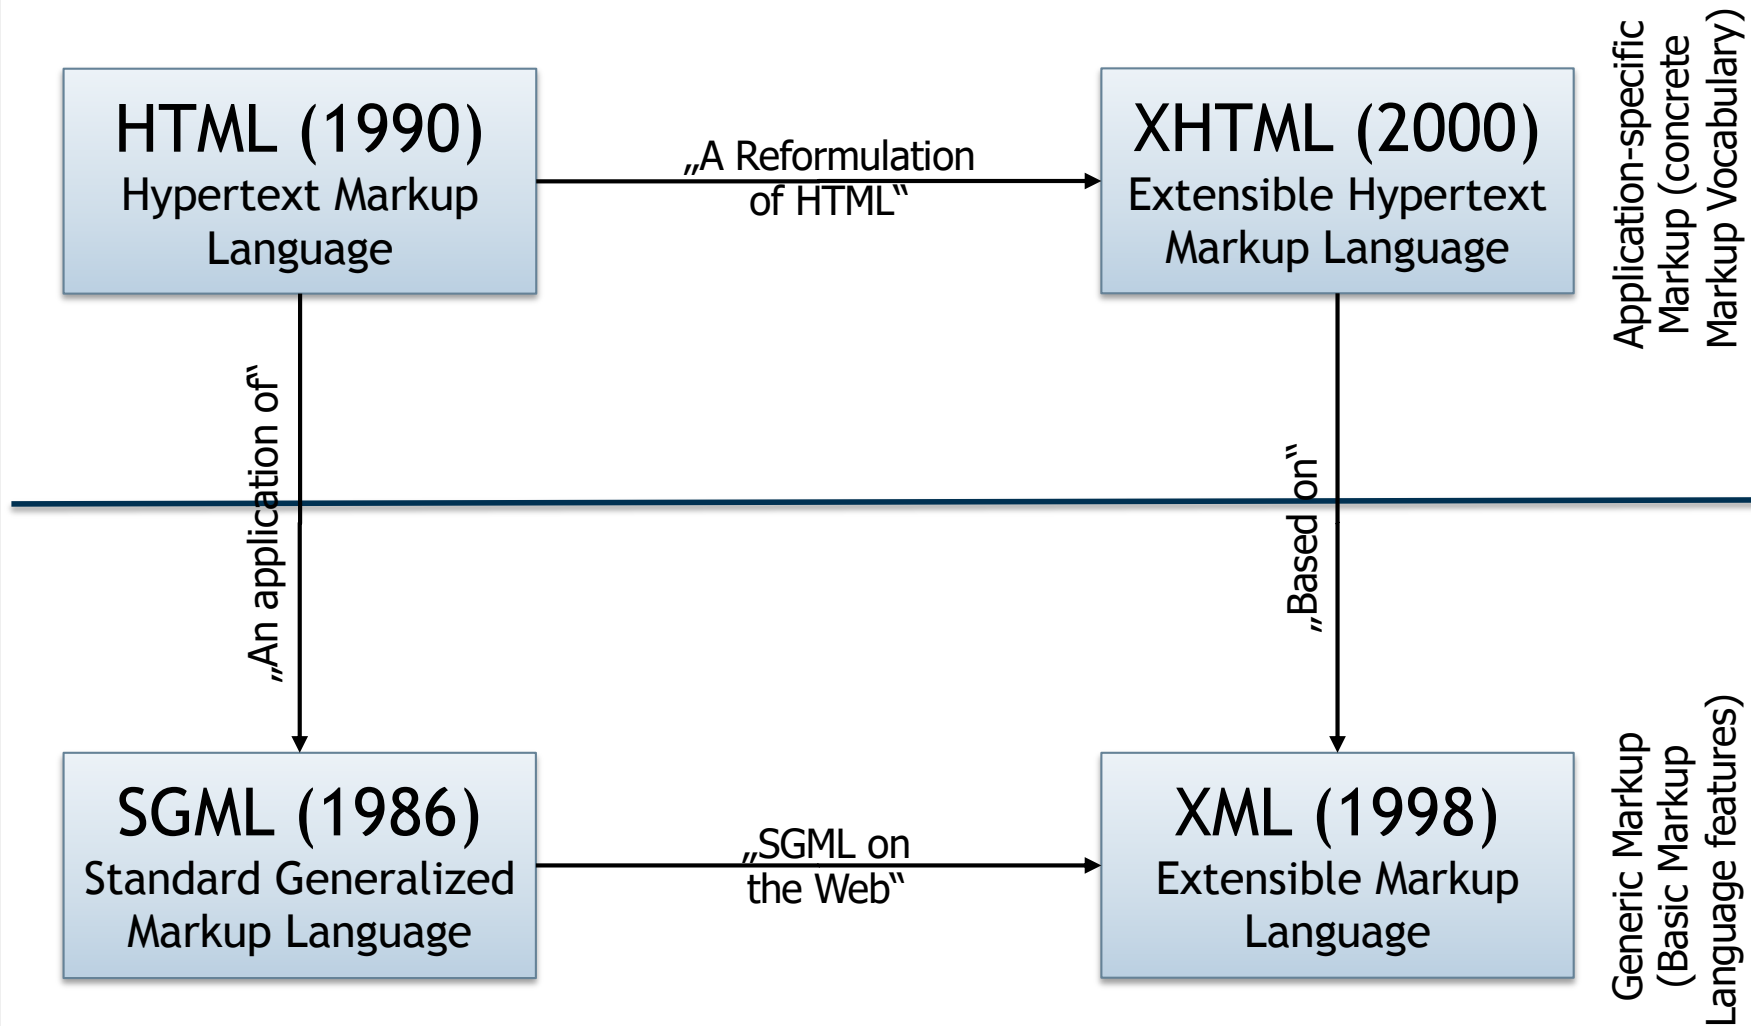 HTML (1990)
Hypertext Markup
Language
„A Reformulation
of HTML“
XHTML (2000)
Extensible Hypertext
Markup Language
Application-specific
Markup (concrete
Markup Vocabulary)
„An application of“
„Based on“
SGML (1986)
Standard Generalized
Markup Language
„SGML on
the Web“
XML (1998)
Extensible Markup
Language
Generic Markup
(Basic Markup
Language features)